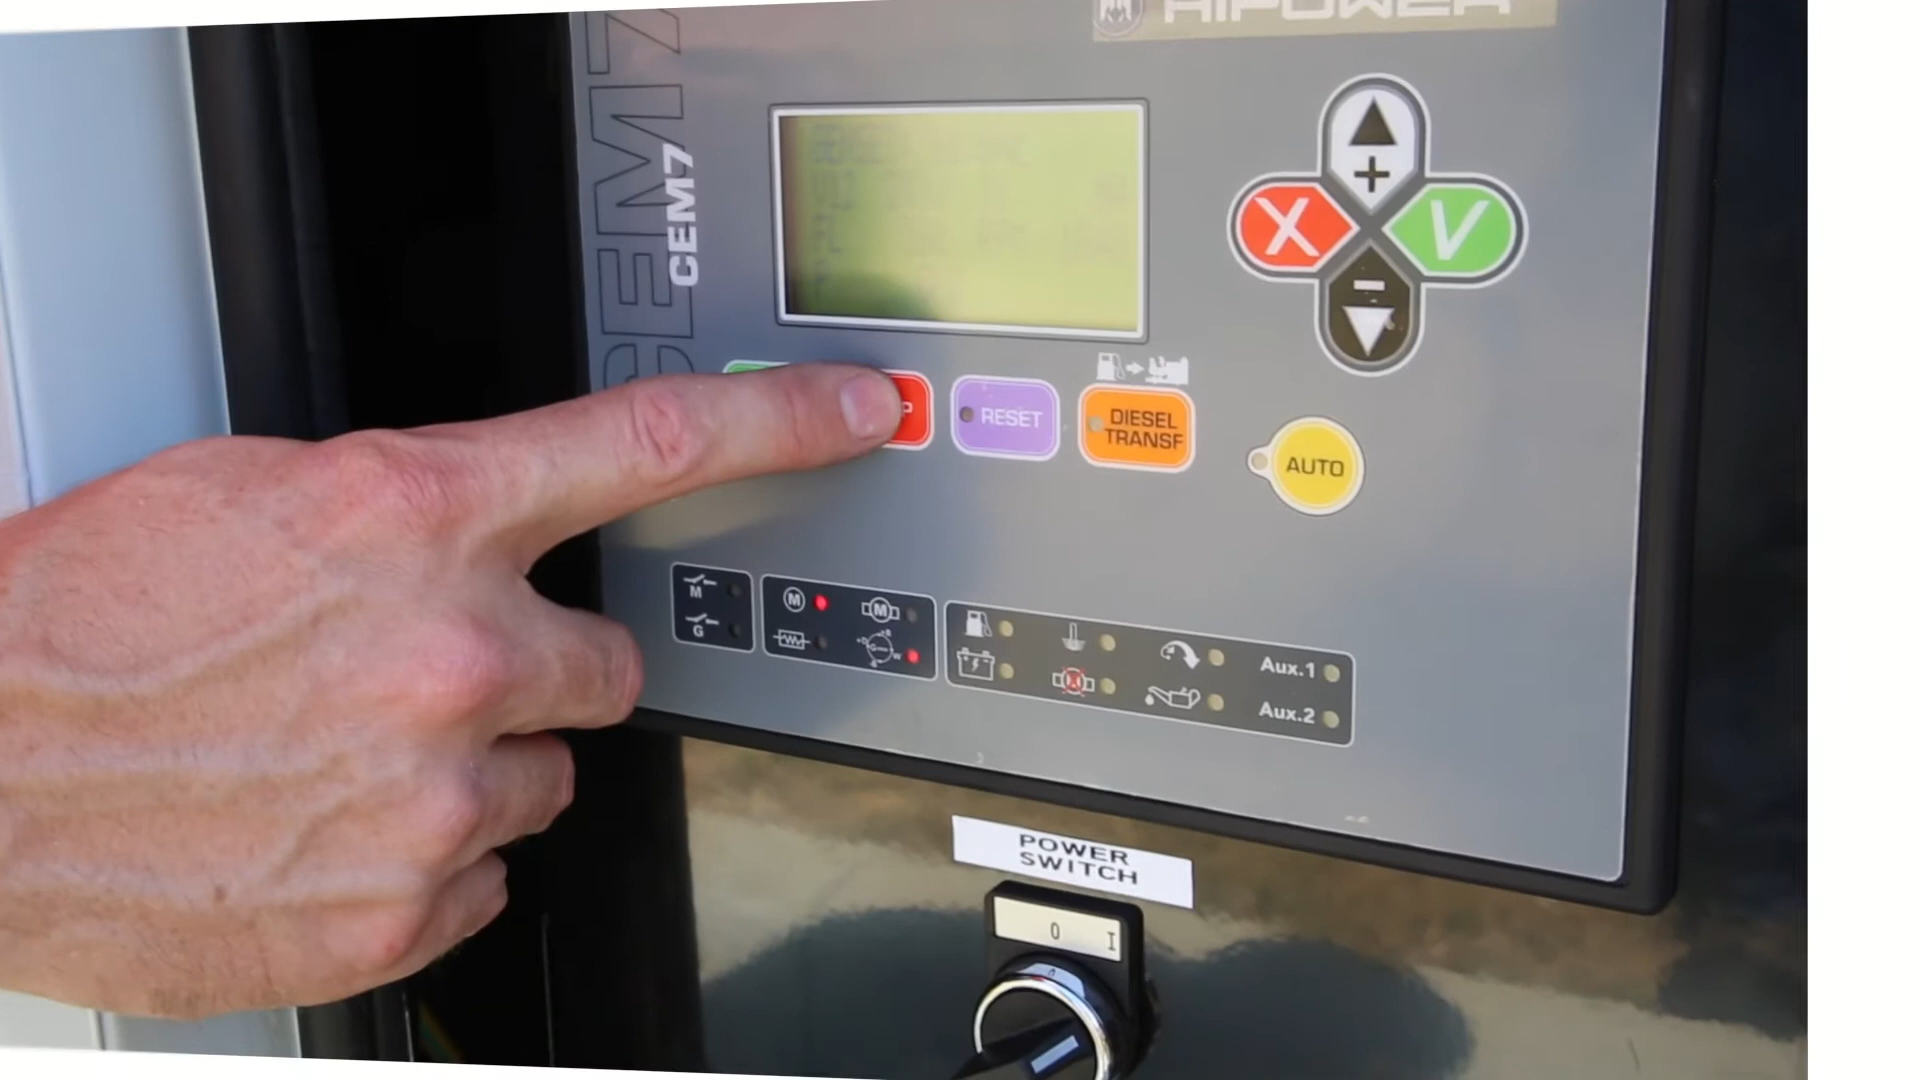 HIPOWER
CEM7
CEM7
+
X
V
P
RESET
DIESEL
TRANSF
AUTO
M
G
M
M
Aux.1
Aux.2
POWER
SWITCH
0
I